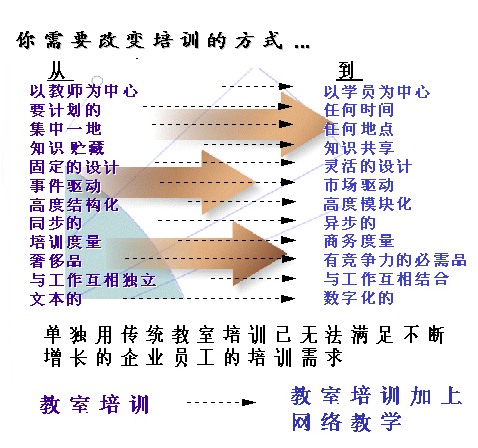 你需要改变培训的方式 ...
从 到
以教师为中心 以学员为中心
要计划的 任何时间
集中一地 任何地点
知识贮藏 知识共享
固定的设计 灵活的设计
事件驱动 市场驱动
高度结构化 高度模块化
同步的 异步的
培训度量 商务度量
奢侈品 有竞争力的必需品
与工作互相独立 与工作互相结合
文本的 数字化的
单独用传统教室培训已无法满足不断
增长的企业员工的培训需求
教室培训 教室培训加上
网络教学